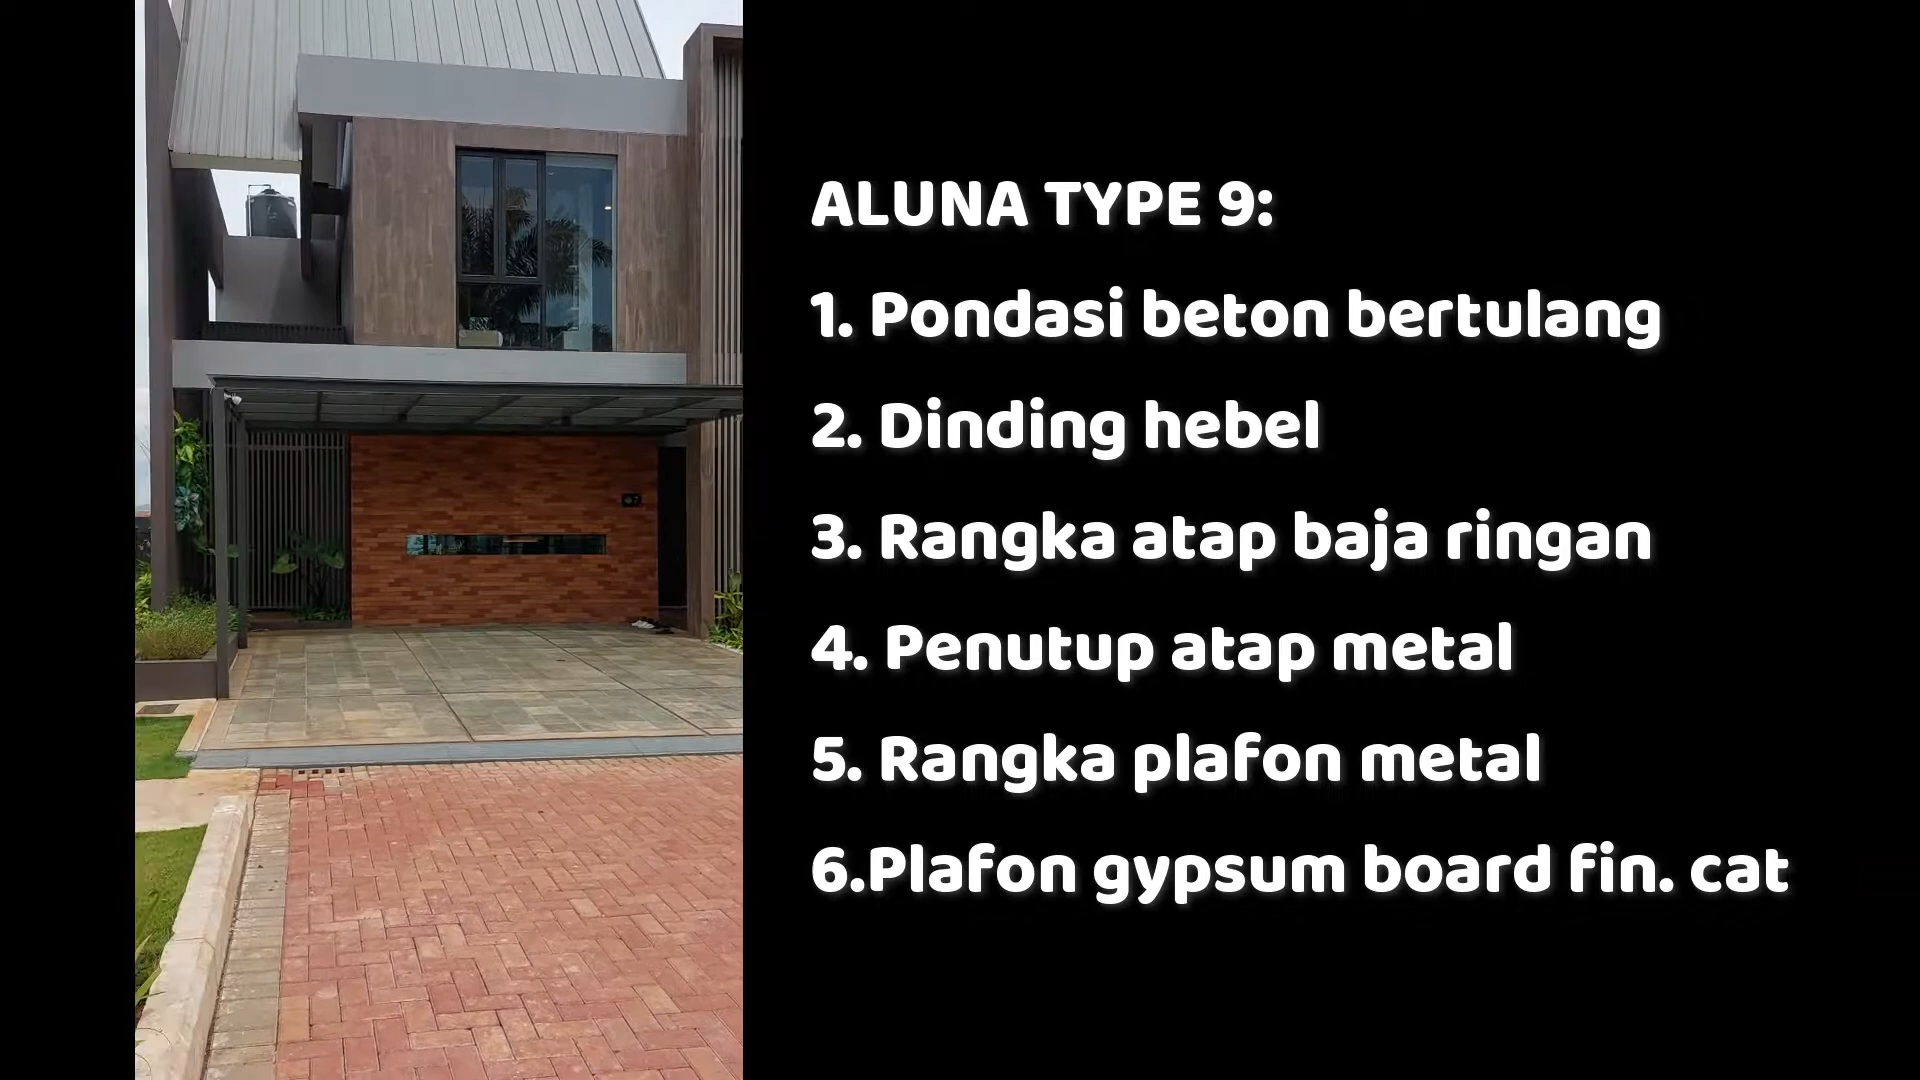 ALUNA TYPE 9:
1. Pondasi beton bertulang
2. Dinding hebel
3. Rangka atap baja ringan
4. Penutup atap metal
5. Rangka plafon metal
6.Plafon gypsum board fin. cat